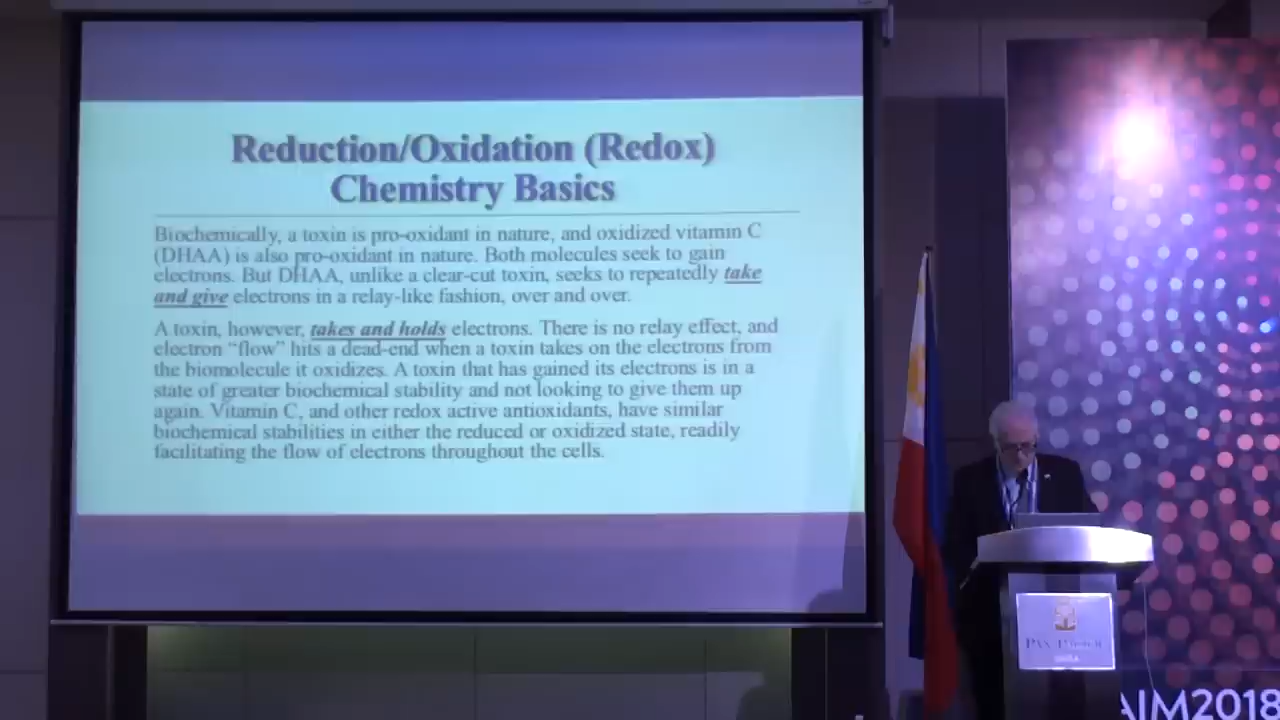 Reduction/Oxidation (Redox)
Chemistry Basics
Biochemically, a toxin is pro-oxidant in nature, and oxidized vitamin C
(DHAA) is also pro-oxidant in nature. Both molecules seek to gain
electrons. But DHAA, unlike a clear-cut toxin, seeks to repeatedly take
and give electrons in a relay-like fashion, over and over.
A toxin, however, takes and holds electrons. There is no relay effect, and
electron “flow” hits a dead-end when a toxin takes on the electrons from
the biomolecule it oxidizes. A toxin that has gained its electrons is in a
state of greater biochemical stability and not looking to give them up
again. Vitamin C, and other redox active antioxidants, have similar
biochemical stabilities in either the reduced or oxidized state, readily
facilitating the flow of electrons throughout the cells.
AIM2018